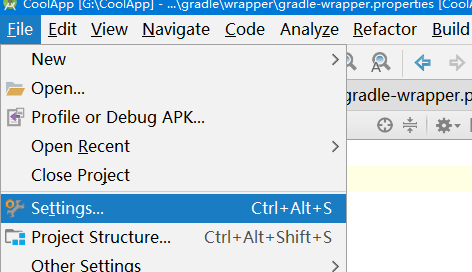 CoolApp [G:\CoolApp] - ...\gradle\wrapper\gradle-wrapper.properties [CoolA
File Edit View Navigate Code Analyze Refactor Build
New
Open...
gradle-wrapper.p
Profile or Debug APK...
Open Recent
Close Project
Settings... Ctrl+Alt+S
Project Structure... Ctrl+Alt+Shift+S
Other Settings